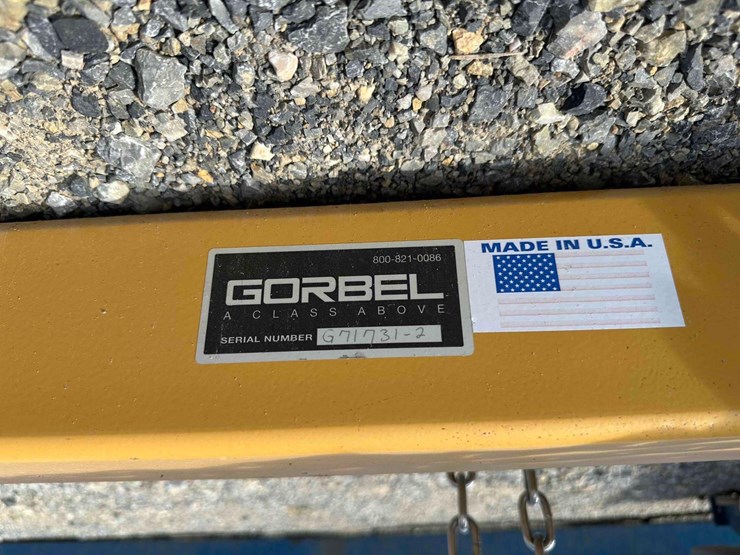 800-821-0086
GORBEL
A CLASS ABOVE
SERIAL NUMBER G71731-2
MADE IN U.S.A.